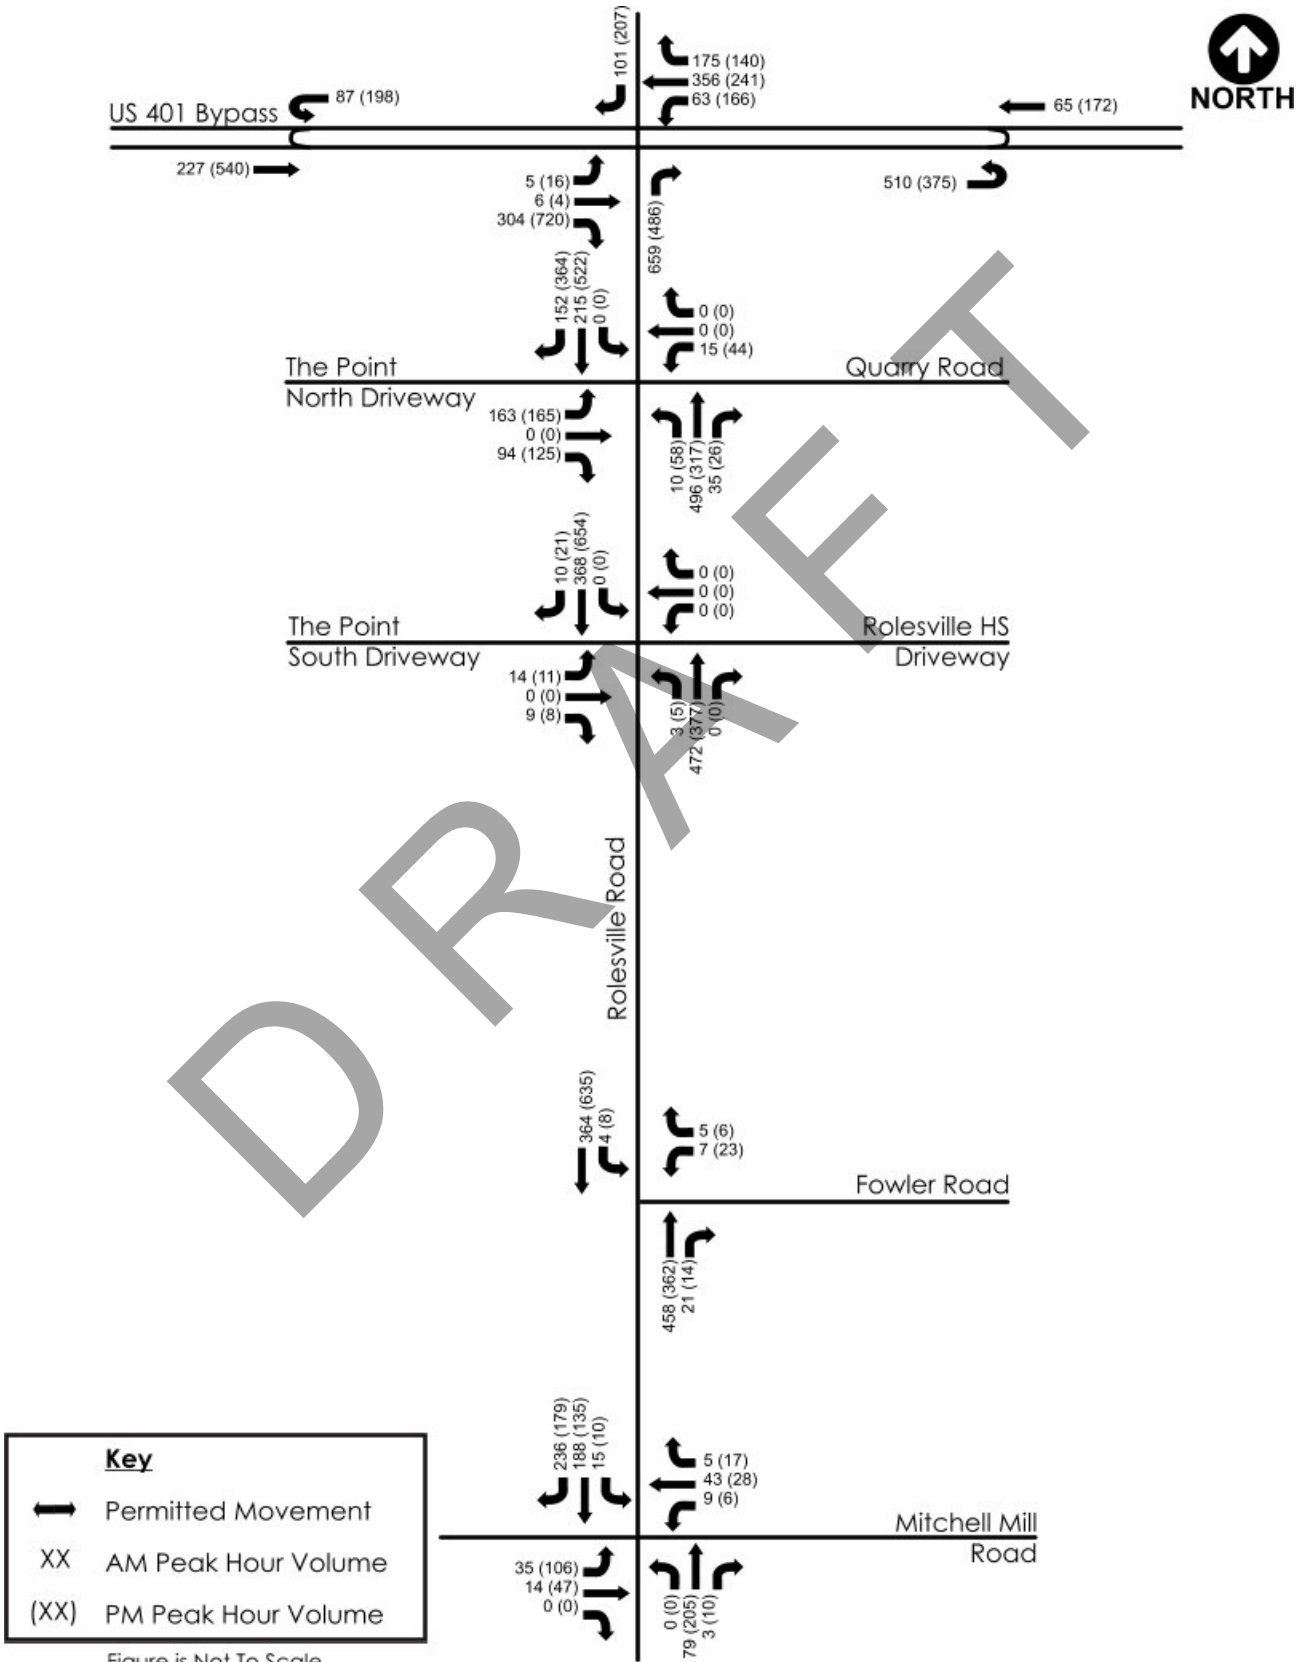 101 (207)
175 (140)
356 (241)
63 (166)
NORTH
87 (198)
US 401 Bypass
65 (172)
227 (540)
5 (16)
6 (4)
304 (720)
659 (486)
510 (375)
152 (364)
215 (522)
0 (0)
0 (0)
0 (0)
15 (44)
The Point
North Driveway
Quarry Road
163 (165)
0 (0)
94 (125)
10 (58)
496 (317)
35 (26)
10 (21)
368 (654)
0 (0)
0 (0)
0 (0)
0 (0)
The Point
South Driveway
Rolesville HS
Driveway
14 (11)
0 (0)
9 (8)
3 (5)
472 (377)
0 (0)
Rolesville Road
DRAFT
364 (635)
4 (8)
5 (6)
7 (23)
Fowler Road
458 (362)
21 (14)
236 (179)
188 (135)
15 (10)
5 (17)
43 (28)
9 (6)
Mitchell Mill
Road
35 (106)
14 (47)
0 (0)
0 (0)
79 (205)
3 (10)
Key
Permitted Movement
XX AM Peak Hour Volume
(XX) PM Peak Hour Volume
Figure is Not To Scale